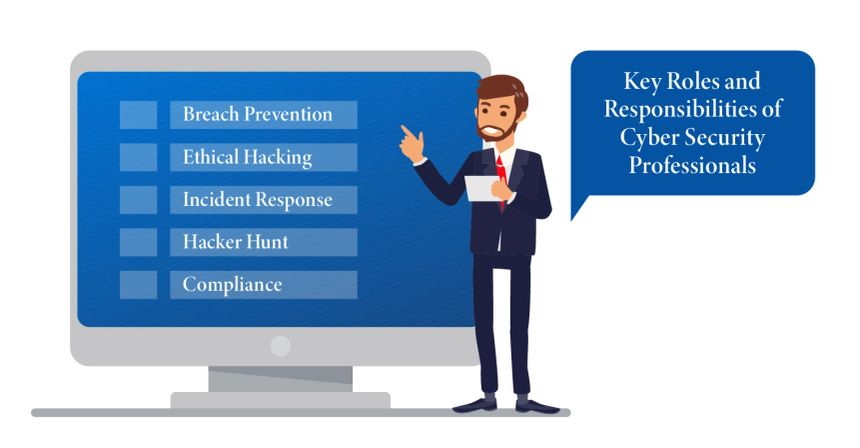 Breach Prevention
Ethical Hacking
Incident Response
Hacker Hunt
Compliance
Key Roles and
Responsibilities of
Cyber Security
Professionals